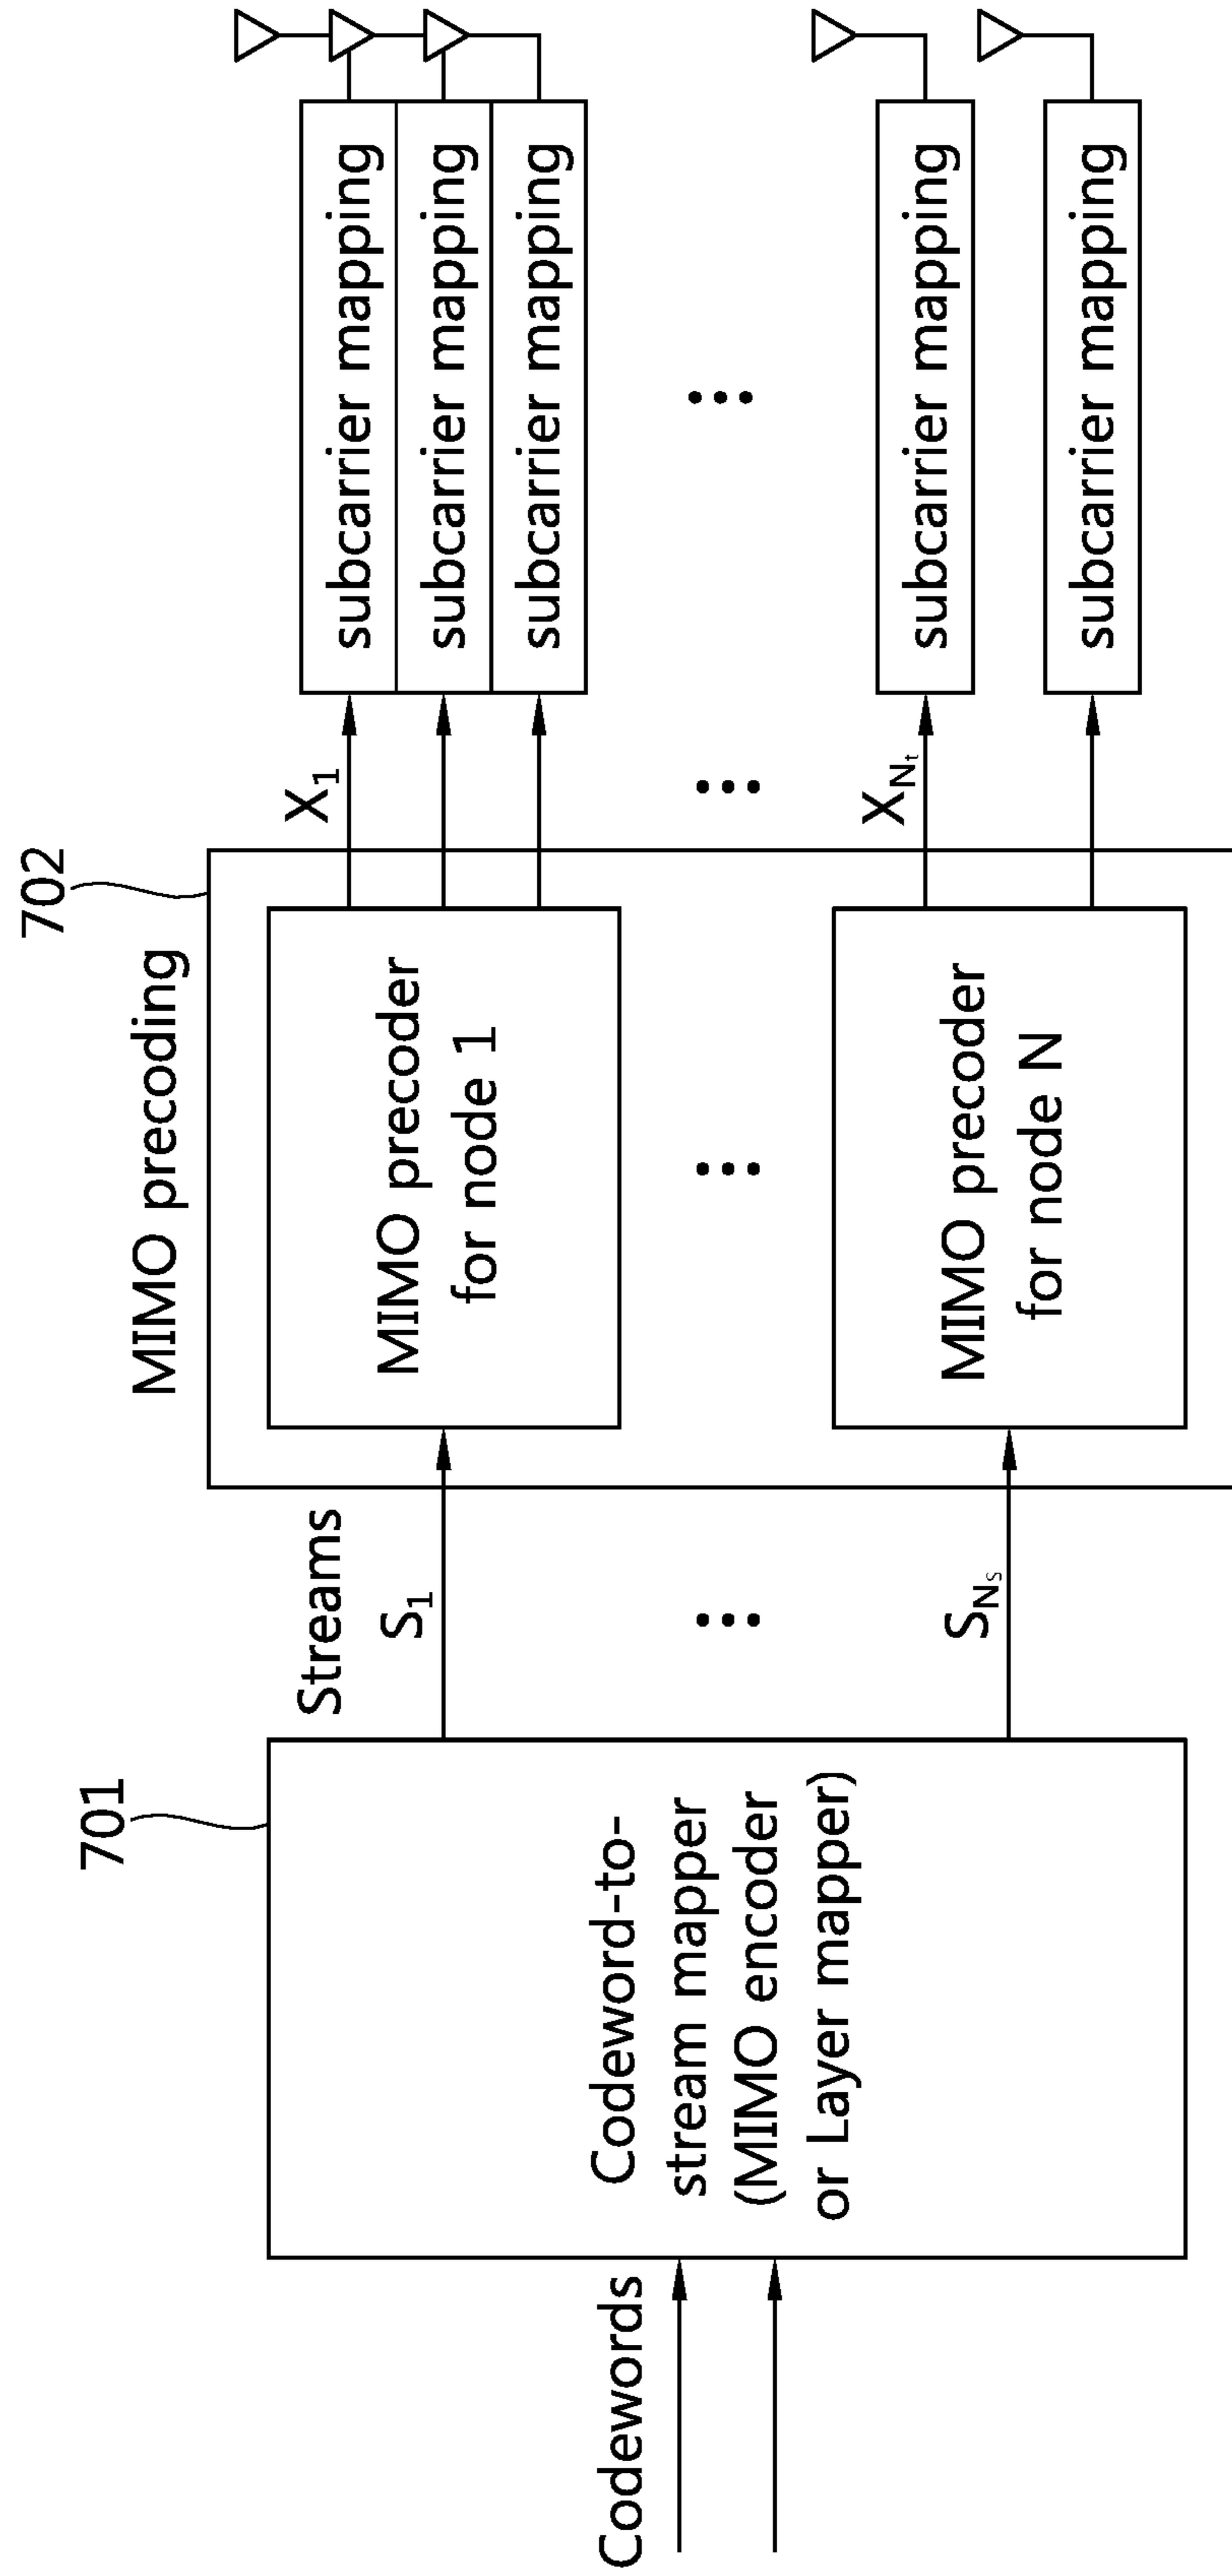 Codewords
701
Codeword-to-
stream mapper
(MIMO encoder
or Layer mapper)
Streams
S1
...
SNs
702
MIMO precoding
MIMO precoder
for node 1
...
MIMO precoder
for node N
X1
...
XNt
subcarrier mapping
subcarrier mapping
subcarrier mapping
...
subcarrier mapping
subcarrier mapping